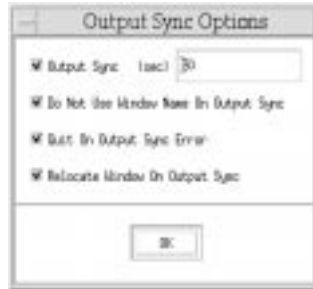 Output Sync Options
Output Sync (sec) 30
Do Not Use Window Name On Output Sync
Quit On Output Sync Error
Relocate Window On Output Sync
OK